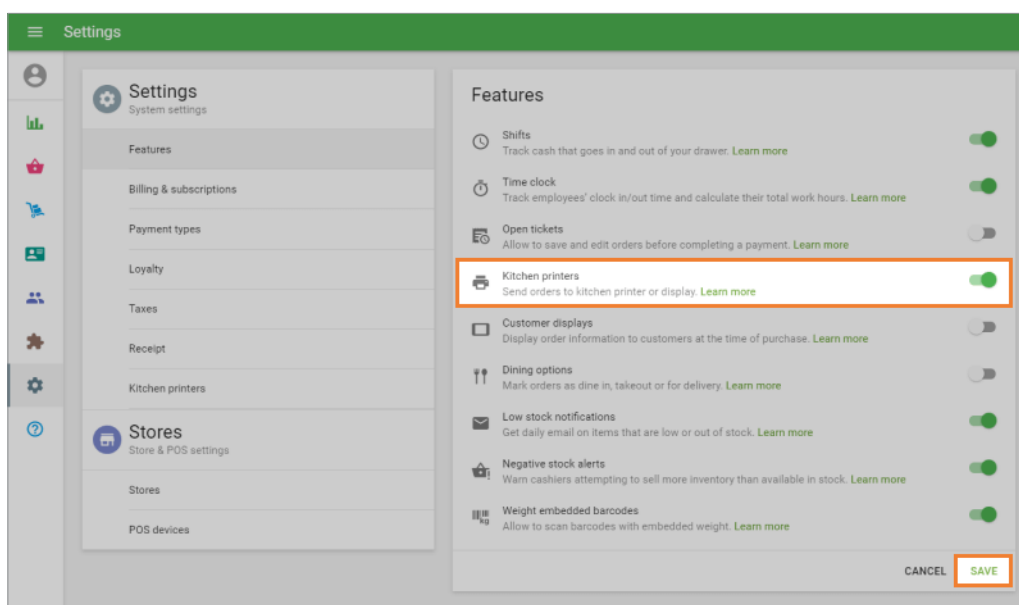 Settings
Settings
System settings
Features
Billing & subscriptions
Payment types
Loyalty
Taxes
Receipt
Kitchen printers
Stores
Store & POS settings
Stores
POS devices
Features
Shifts
Track cash that goes in and out of your drawer. Learn more
Time clock
Track employees' clock in/out time and calculate their total work hours. Learn more
Open tickets
Allow to save and edit orders before completing a payment. Learn more
Kitchen printers
Send orders to kitchen printer or display. Learn more
Customer displays
Display order information to customers at the time of purchase. Learn more
Dining options
Mark orders as dine in, takeout or for delivery. Learn more
Low stock notifications
Get daily email on items that are low or out of stock. Learn more
Negative stock alerts
Warn cashiers attempting to sell more inventory than available in stock. Learn more
kg
Weight embedded barcodes
Allow to scan barcodes with embedded weight. Learn more
CANCEL SAVE